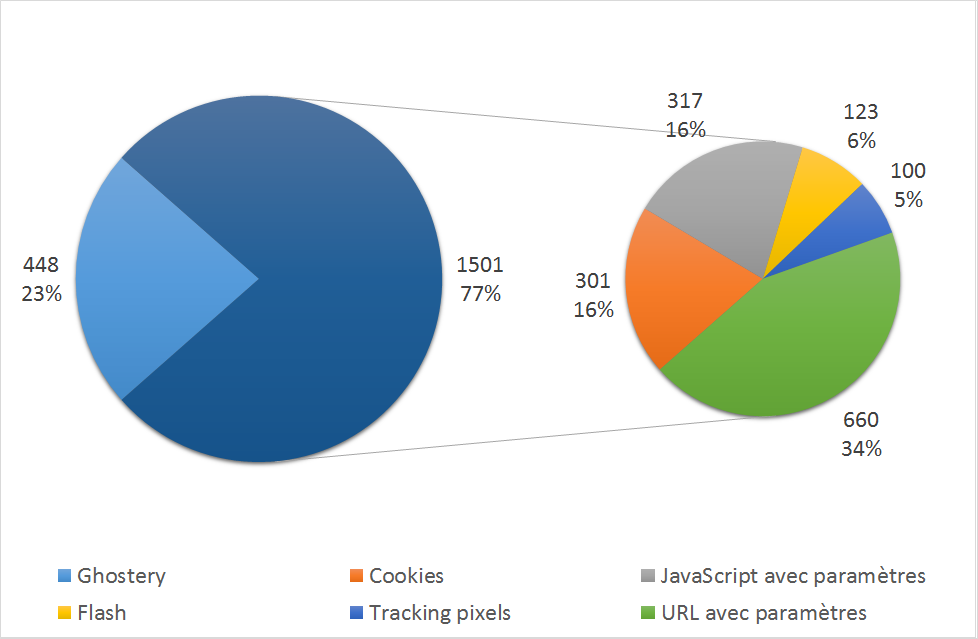 317
16%
123
6%
100
5%
448
23%
1501
77%
301
16%
660
34%
Ghostery
Cookies
JavaScript avec paramètres
Flash
Tracking pixels
URL avec paramètres